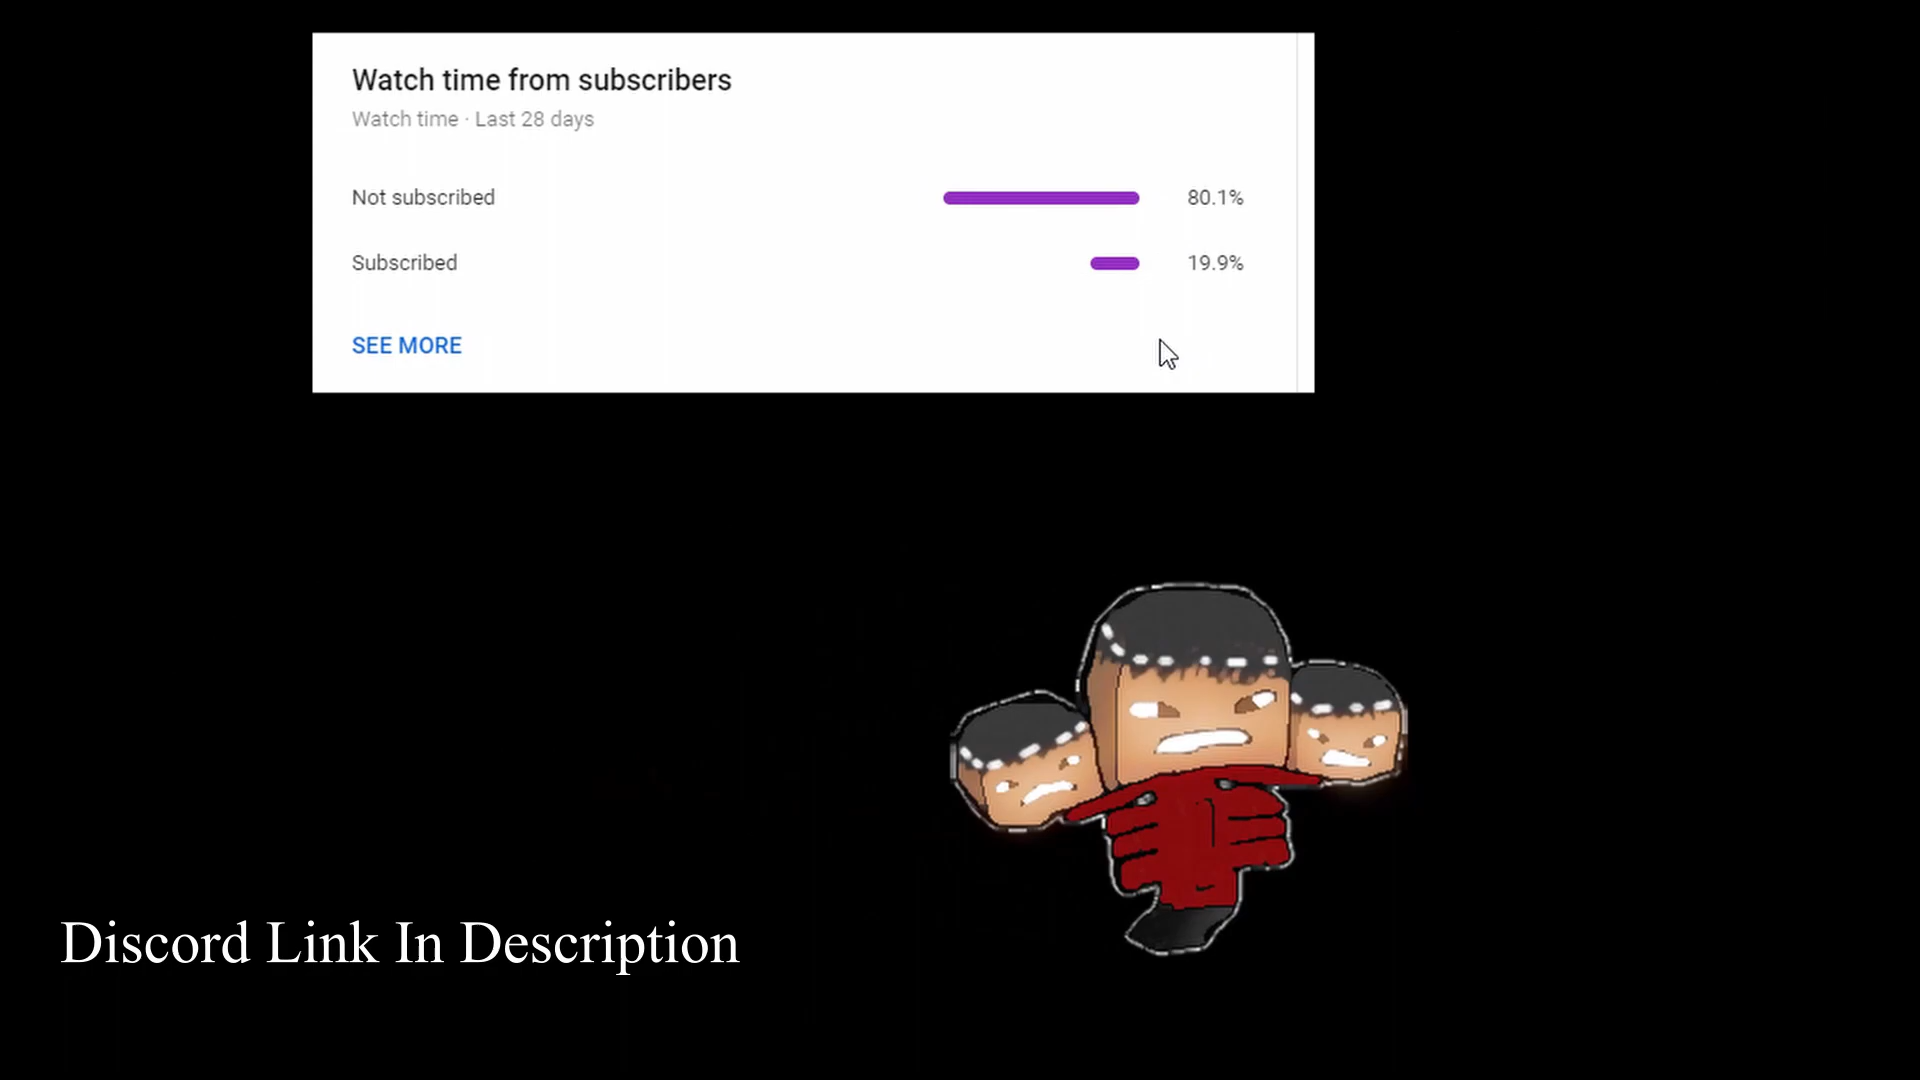 Watch time from subscribers
Watch time · Last 28 days
Not subscribed 80.1%
Subscribed 19.9%
SEE MORE
Discord Link In Description